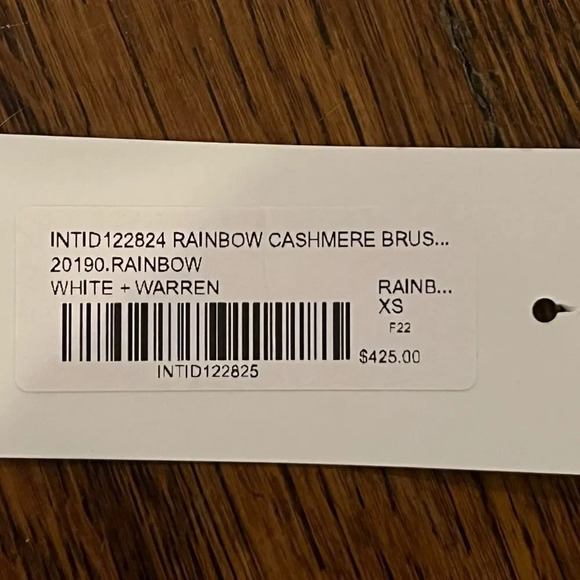 INTID122824 RAINBOW CASHMERE BRUS...
20190.RAINBOW
WHITE + WARREN RAINB...
XS
F22
$425.00
INTID122825